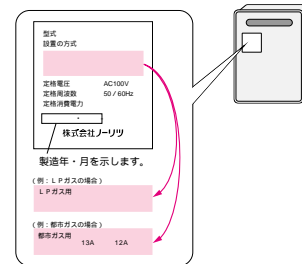 型式
設置の方式
定格電圧 AC100V
定格周波数 50/60Hz
定格消費電力
・
株式会社ノーリツ
製造年・月を示します。
(例:LPガスの場合)
LPガス用
(例:都市ガスの場合)
都市ガス用
13A 12A